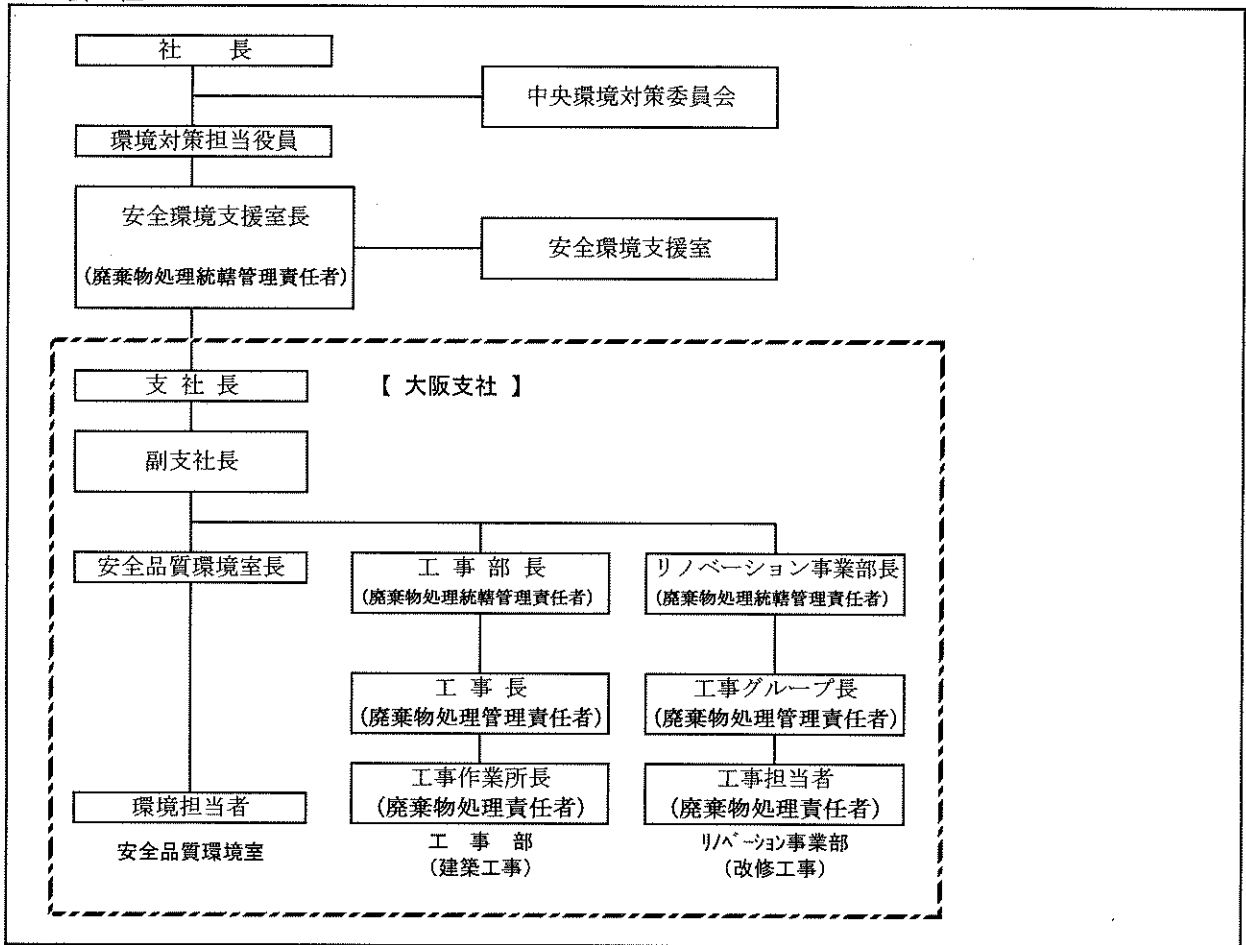 社　長
中央環境対策委員会
環境対策担当役員
安全環境支援室長
(廃棄物処理統轄管理責任者)
安全環境支援室
支 社 長
【 大阪支社 】
副支社長
安全品質環境室長
工 事 部 長
(廃棄物処理統轄管理責任者)
リノベーション事業部長
(廃棄物処理統轄管理責任者)
工 事 長
(廃棄物処理管理責任者)
工事グループ長
(廃棄物処理管理責任者)
環境担当者
工事作業所長
(廃棄物処理責任者)
工事担当者
(廃棄物処理責任者)
安全品質環境室
工　事　部
(建築工事)
ﾘﾉﾍﾞｰｼｮﾝ事業部
(改修工事)